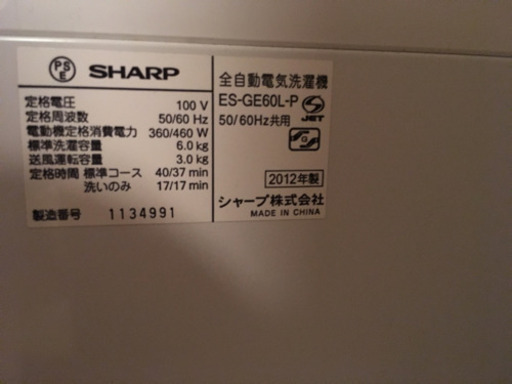 PSE SHARP
定格電圧 100 V
定格周波数 50/60 Hz
電動機定格消費電力 360/460 W
標準洗濯容量 6.0kg
送風運転容量 3.0kg
定格時間 標準コース 40/37 min
洗いのみ 17/17 min
製造番号 1134991
全自動電気洗濯機
ES-GE60L-P
50/60Hz共用
JET
2012年製
シャープ株式会社
MADE IN CHINA